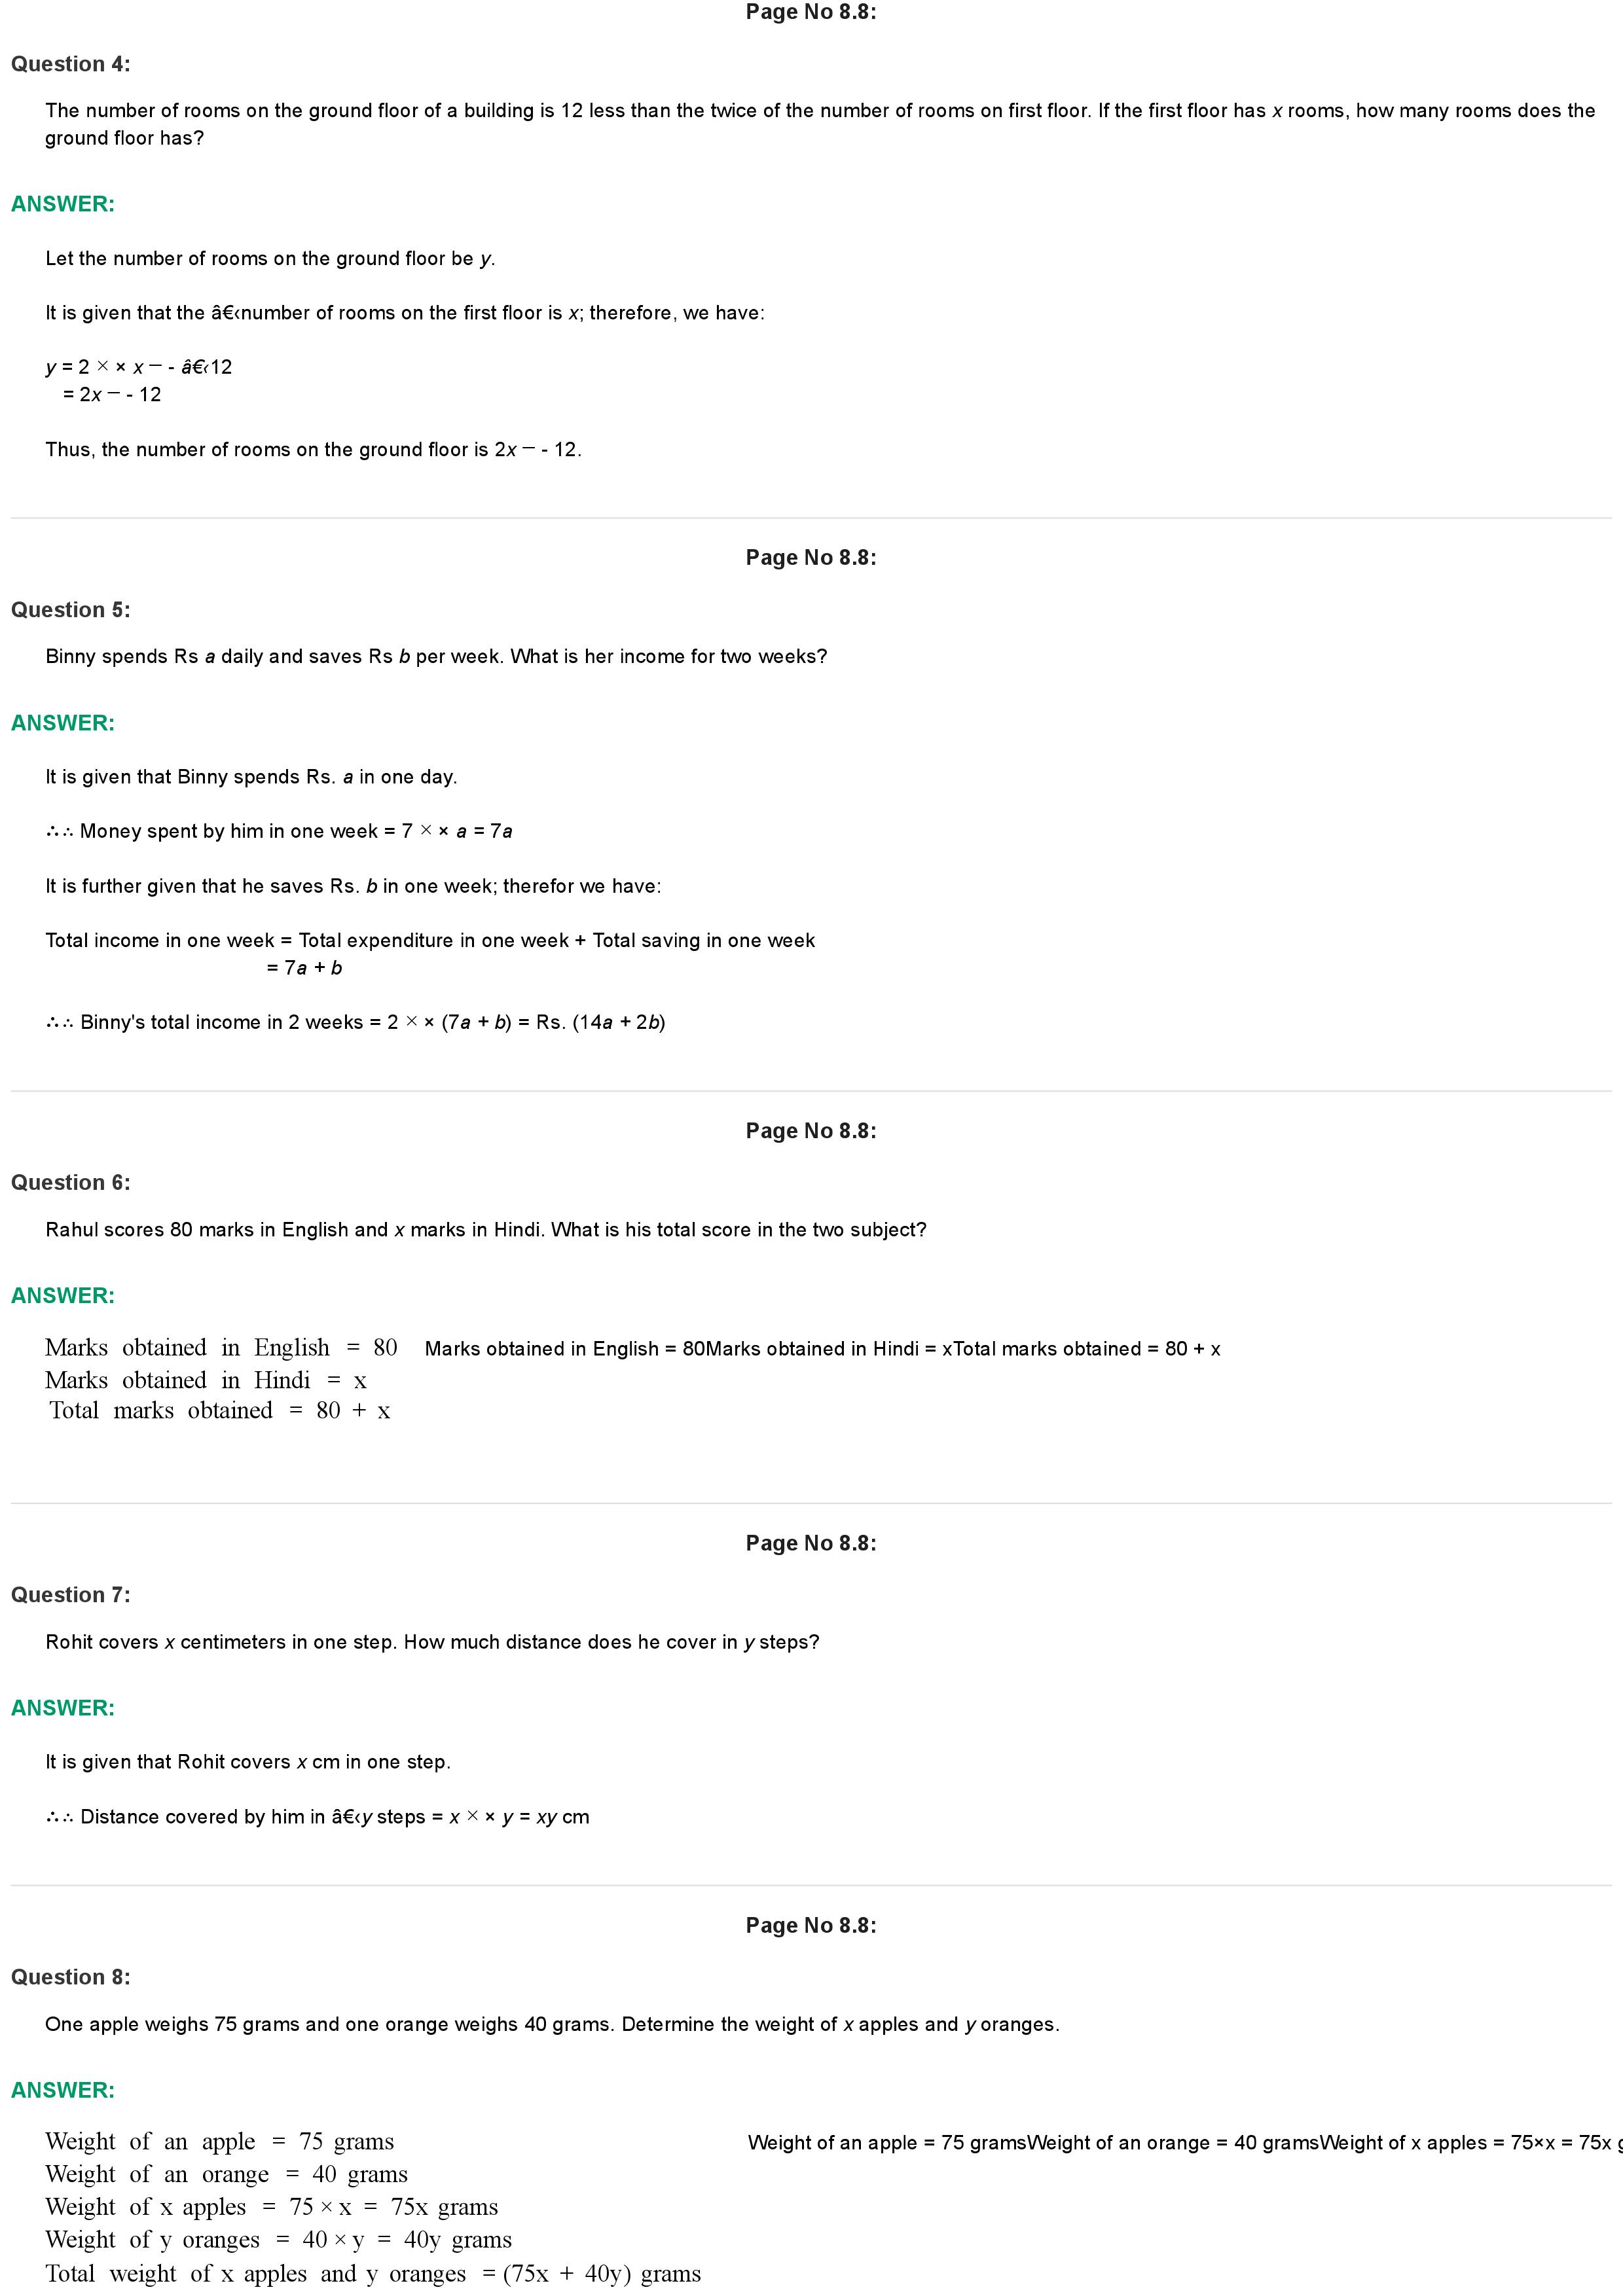 Page No 8.8:
Question 4:
The number of rooms on the ground floor of a building is 12 less than the twice of the number of rooms on first floor. If the first floor has x rooms, how many rooms does the
ground floor has?
ANSWER:
Let the number of rooms on the ground floor be y.
It is given that the â€‹number of rooms on the first floor is x; therefore, we have:
y = 2 × × x − - â€‹12
= 2x − - 12
Thus, the number of rooms on the ground floor is 2x − - 12.
Page No 8.8:
Question 5:
Binny spends Rs a daily and saves Rs b per week. What is her income for two weeks?
ANSWER:
It is given that Binny spends Rs. a in one day.
∴ ∴ Money spent by him in one week = 7 × × a = 7a
It is further given that he saves Rs. b in one week; therefor we have:
Total income in one week = Total expenditure in one week + Total saving in one week
= 7a + b
∴ ∴ Binny's total income in 2 weeks = 2 × × (7a + b) = Rs. (14a + 2b)
Page No 8.8:
Question 6:
Rahul scores 80 marks in English and x marks in Hindi. What is his total score in the two subject?
ANSWER:
Marks obtained in English = 80 Marks obtained in English = 80Marks obtained in Hindi = xTotal marks obtained = 80 + x
Marks obtained in Hindi = x
Total marks obtained = 80 + x
Page No 8.8:
Question 7:
Rohit covers x centimeters in one step. How much distance does he cover in y steps?
ANSWER:
It is given that Rohit covers x cm in one step.
∴ ∴ Distance covered by him in â€‹y steps = x × × y = xy cm
Page No 8.8:
Question 8:
One apple weighs 75 grams and one orange weighs 40 grams. Determine the weight of x apples and y oranges.
ANSWER:
Weight of an apple = 75 grams Weight of an apple = 75 gramsWeight of an orange = 40 gramsWeight of x apples = 75×x = 75x
Weight of an orange = 40 grams
Weight of x apples = 75 × x = 75x grams
Weight of y oranges = 40 × y = 40y grams
Total weight of x apples and y oranges = (75x + 40y) grams